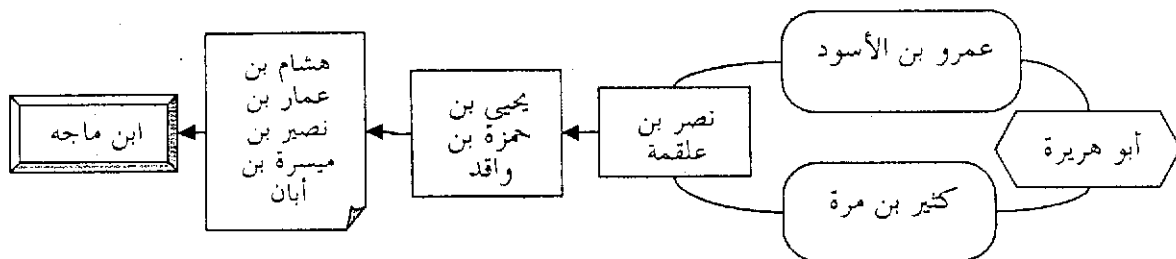 أبو هريرة
عمرو بن الأسود
كثير بن مرة
نصر بن
علقمة
يحيى بن
حمزة بن
واقد
هشام بن
عمار بن
نصير بن
ميسرة بن
أبان
ابن ماجه